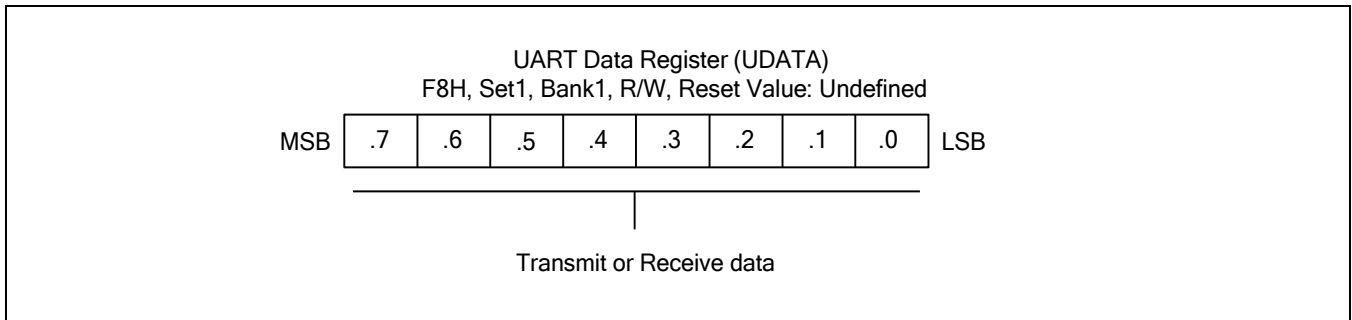 UART Data Register (UDATA)
F8H, Set1, Bank1, R/W, Reset Value: Undefined
MSB .7 .6 .5 .4 .3 .2 .1 .0 LSB
Transmit or Receive data